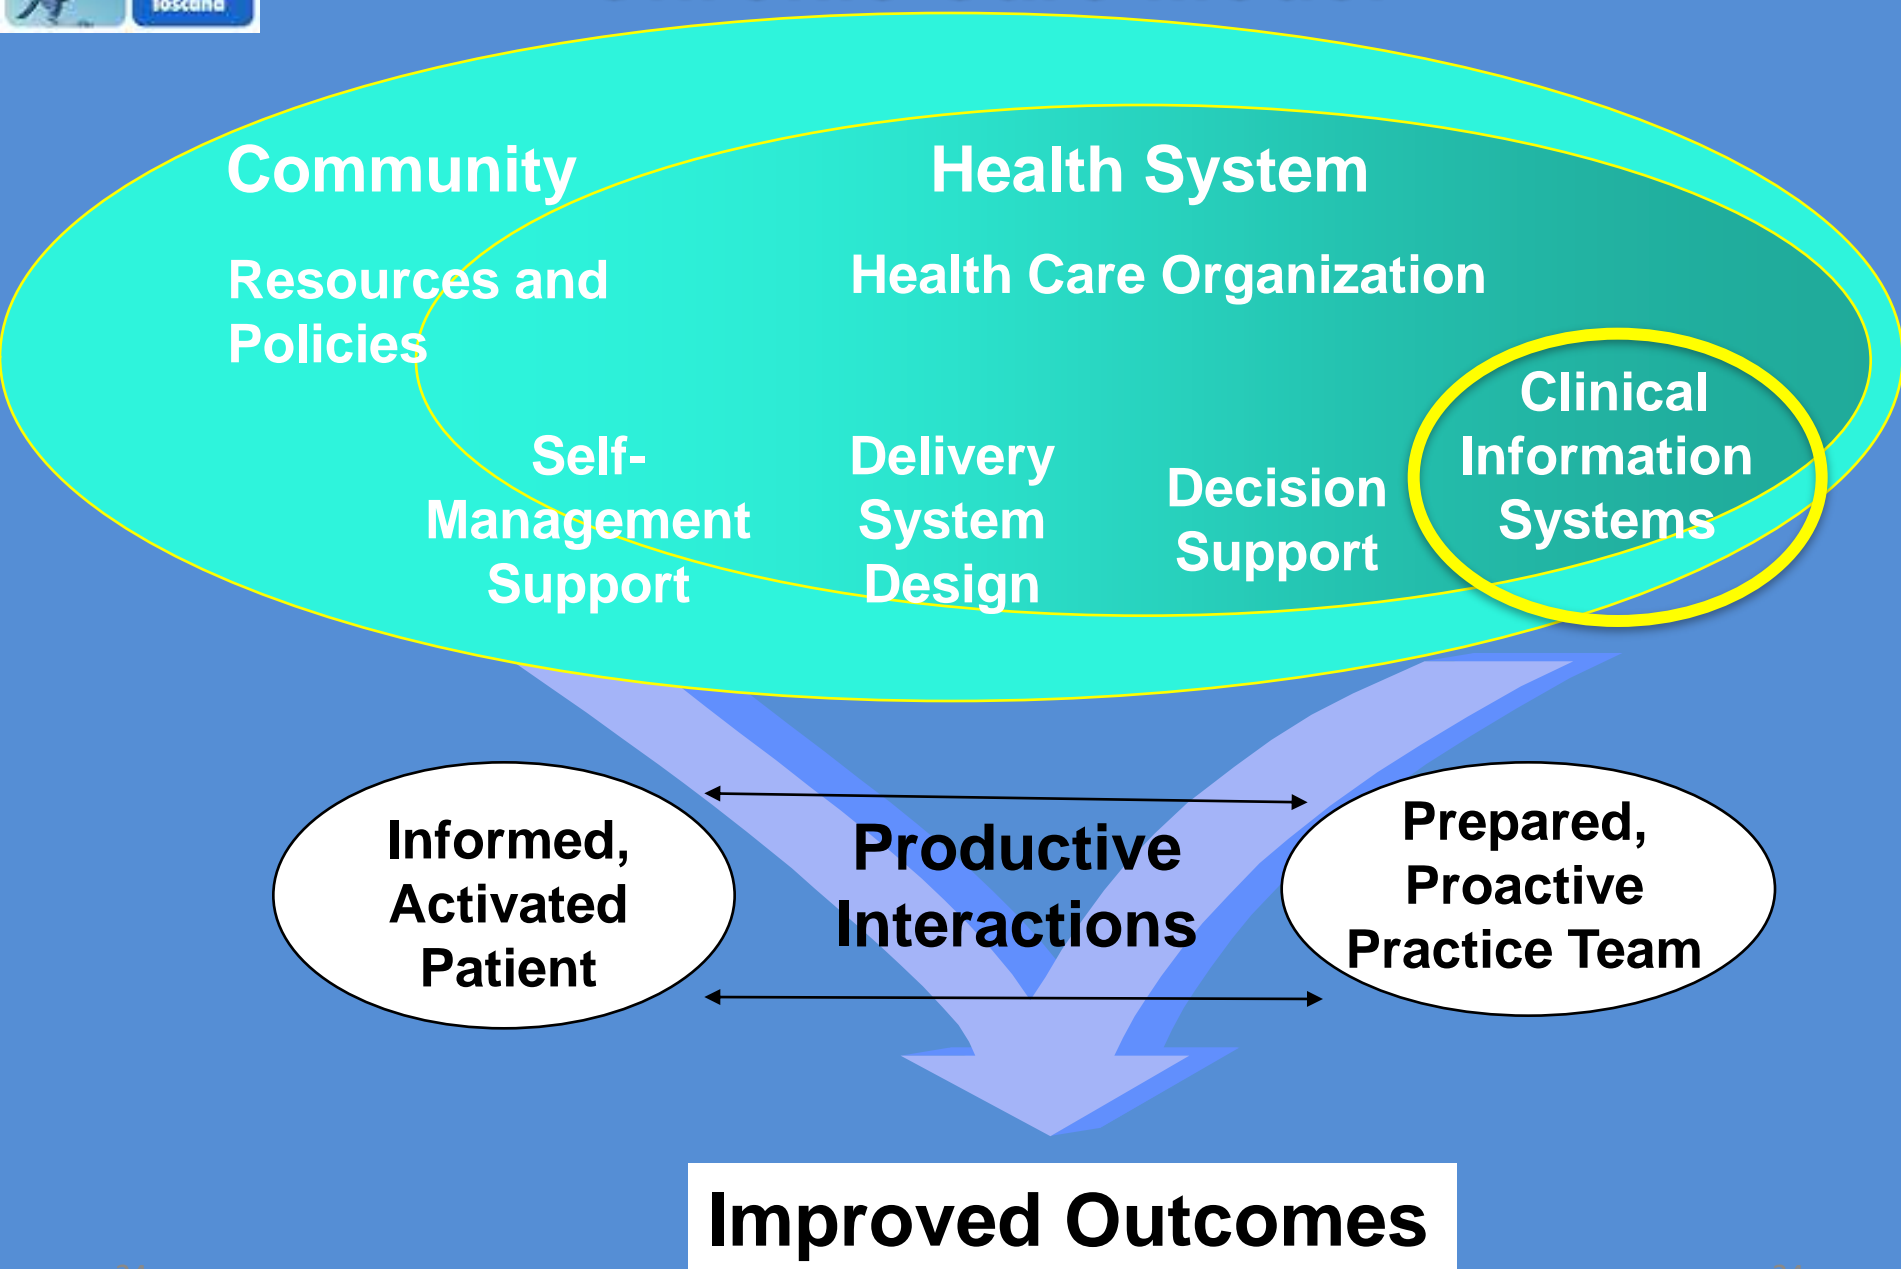 Toscana
Community
Health System
Resources and
Policies
Health Care Organization
Self-
Management
Support
Delivery
System
Design
Decision
Support
Clinical
Information
Systems
Informed,
Activated
Patient
Productive
Interactions
Prepared,
Proactive
Practice Team
Improved Outcomes